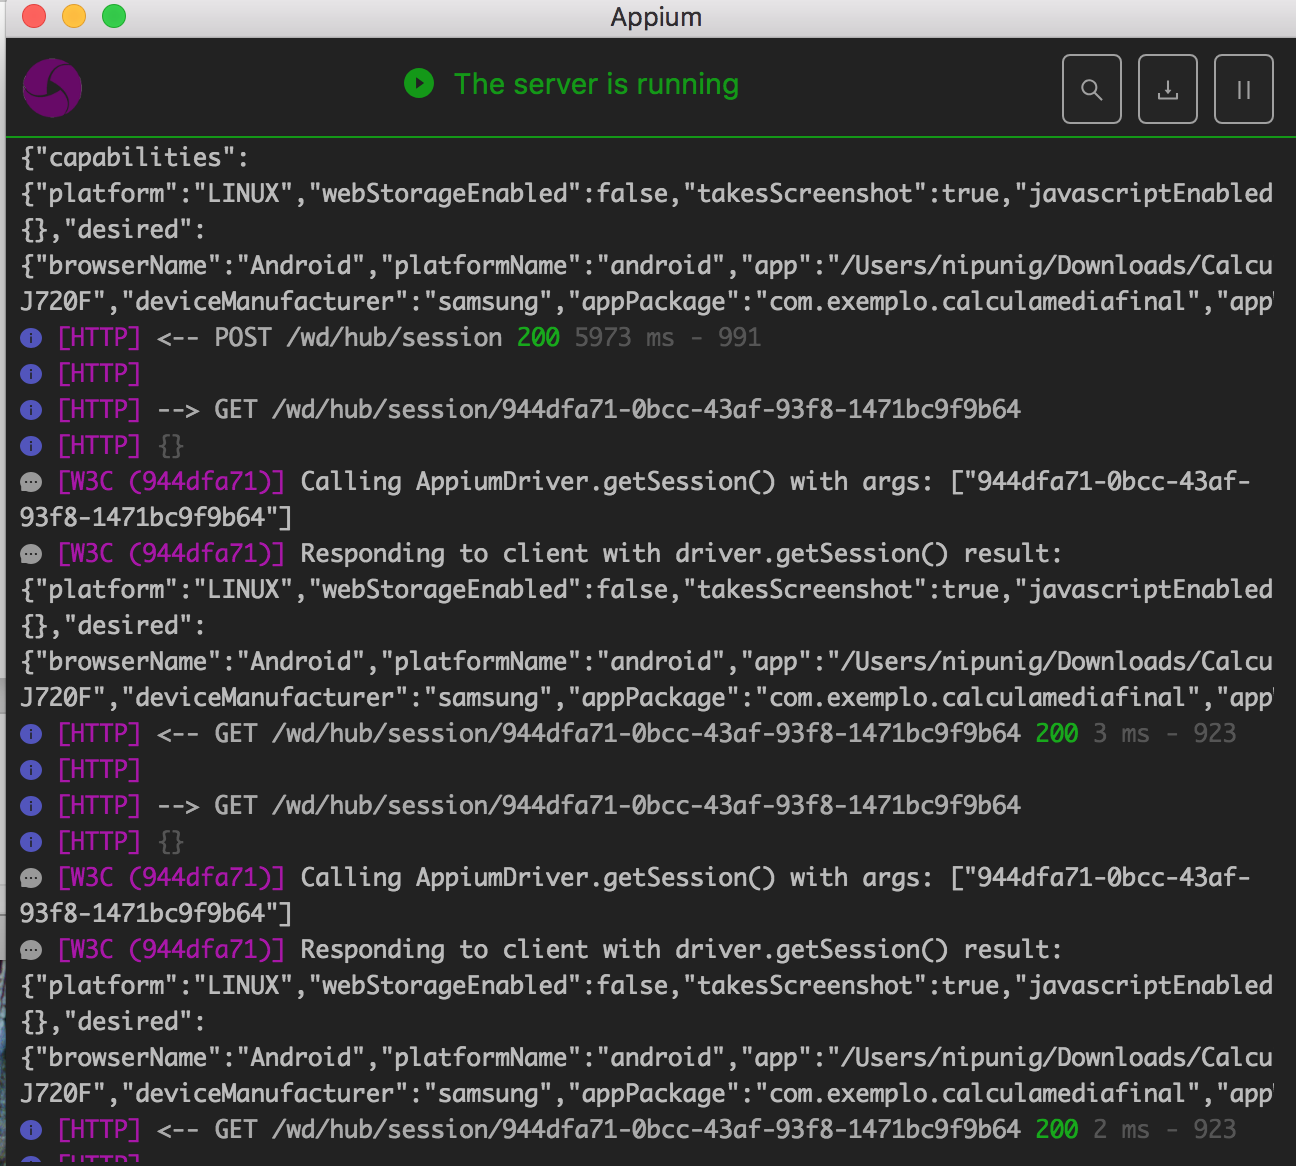 Appium
The server is running
{"capabilities":
{"platform":"LINUX","webStorageEnabled":false,"takesScreenshot":true,"javascriptEnabled
{},"desired":
{"browserName":"Android","platformName":"android","app":"/Users/nipunig/Downloads/Calcu
J720F","deviceManufacturer":"samsung","appPackage":"com.exemplo.calculamediafinal","app
[HTTP] <-- POST /wd/hub/session 200 5973 ms - 991
[HTTP]
[HTTP] --> GET /wd/hub/session/944dfa71-0bcc-43af-93f8-1471bc9f9b64
[HTTP] {}
[W3C (944dfa71)] Calling AppiumDriver.getSession() with args: ["944dfa71-0bcc-43af-
93f8-1471bc9f9b64"]
[W3C (944dfa71)] Responding to client with driver.getSession() result:
{"platform":"LINUX","webStorageEnabled":false,"takesScreenshot":true,"javascriptEnabled
{},"desired":
{"browserName":"Android","platformName":"android","app":"/Users/nipunig/Downloads/Calcu
J720F","deviceManufacturer":"samsung","appPackage":"com.exemplo.calculamediafinal","app
[HTTP] <-- GET /wd/hub/session/944dfa71-0bcc-43af-93f8-1471bc9f9b64 200 3 ms - 923
[HTTP]
[HTTP] --> GET /wd/hub/session/944dfa71-0bcc-43af-93f8-1471bc9f9b64
[HTTP] {}
[W3C (944dfa71)] Calling AppiumDriver.getSession() with args: ["944dfa71-0bcc-43af-
93f8-1471bc9f9b64"]
[W3C (944dfa71)] Responding to client with driver.getSession() result:
{"platform":"LINUX","webStorageEnabled":false,"takesScreenshot":true,"javascriptEnabled
{},"desired":
{"browserName":"Android","platformName":"android","app":"/Users/nipunig/Downloads/Calcu
J720F","deviceManufacturer":"samsung","appPackage":"com.exemplo.calculamediafinal","app
[HTTP] <-- GET /wd/hub/session/944dfa71-0bcc-43af-93f8-1471bc9f9b64 200 2 ms - 923
[HTTP]